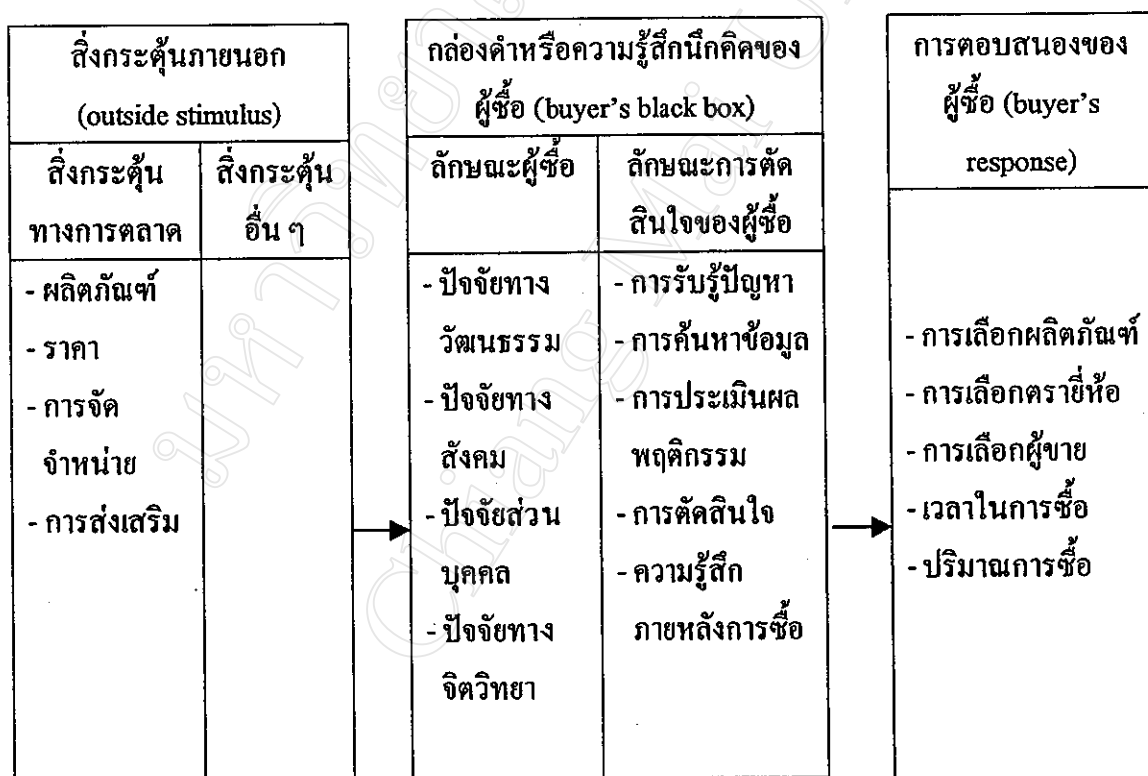 สิ่งกระตุ้นภายนอก
(outside stimulus)
สิ่งกระตุ้น
ทางการตลาด
สิ่งกระตุ้น
อื่น ๆ
- ผลิตภัณฑ์
- ราคา
- การจัด
จำหน่าย
- การส่งเสริม
กล่องดำหรือความรู้สึกนึกคิดของ
ผู้ซื้อ (buyer's black box)
ลักษณะผู้ซื้อ
ลักษณะการตัด
สินใจของผู้ซื้อ
- ปัจจัยทาง
วัฒนธรรม
- ปัจจัยทาง
สังคม
- ปัจจัยส่วน
บุคคล
- ปัจจัยทาง
จิตวิทยา
- การรับรู้ปัญหา
- การค้นหาข้อมูล
- การประเมินผล
พฤติกรรม
- การตัดสินใจ
- ความรู้สึก
ภายหลังการซื้อ
การตอบสนองของ
ผู้ซื้อ (buyer's
response)
- การเลือกผลิตภัณฑ์
- การเลือกตรายี่ห้อ
- การเลือกผู้ขาย
- เวลาในการซื้อ
- ปริมาณการซื้อ
Chiang Mai